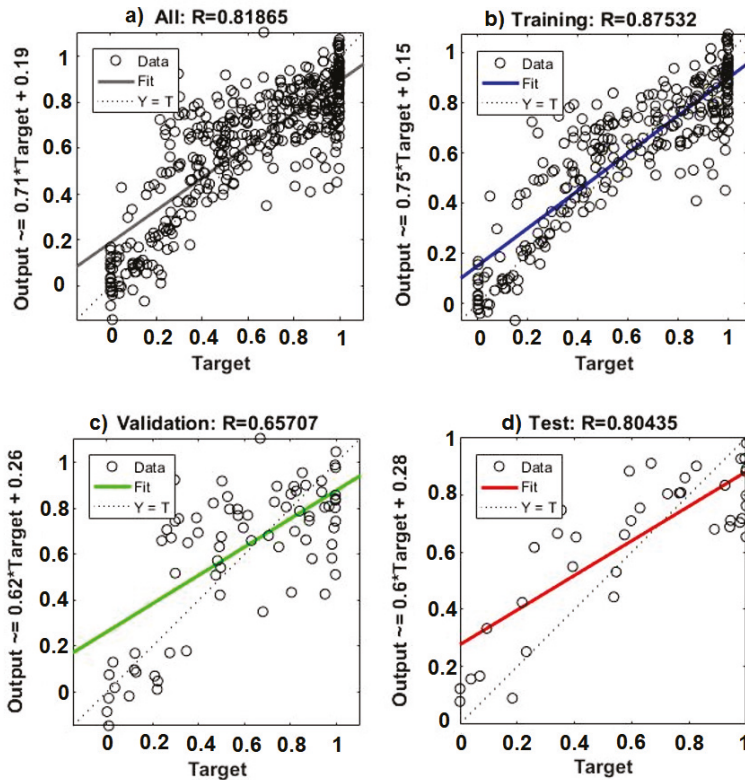 a) All: R=0.81865
Output ~= 0.71*Target + 0.19
1
0.8
0.6
0.4
0.2
0
Data
Fit
Y = T
0 0.2 0.4 0.6 0.8 1
Target
b) Training: R=0.87532
Output ~= 0.75*Target + 0.15
1
0.8
0.6
0.4
0.2
0
Data
Fit
Y = T
0 0.2 0.4 0.6 0.8 1
Target
c) Validation: R=0.65707
Output ~= 0.62*Target + 0.26
1
0.8
0.6
0.4
0.2
0
Data
Fit
Y = T
0 0.2 0.4 0.6 0.8 1
Target
d) Test: R=0.80435
Output ~= 0.6*Target + 0.28
1
0.8
0.6
0.4
0.2
0
Data
Fit
Y = T
0 0.2 0.4 0.6 0.8 1
Target